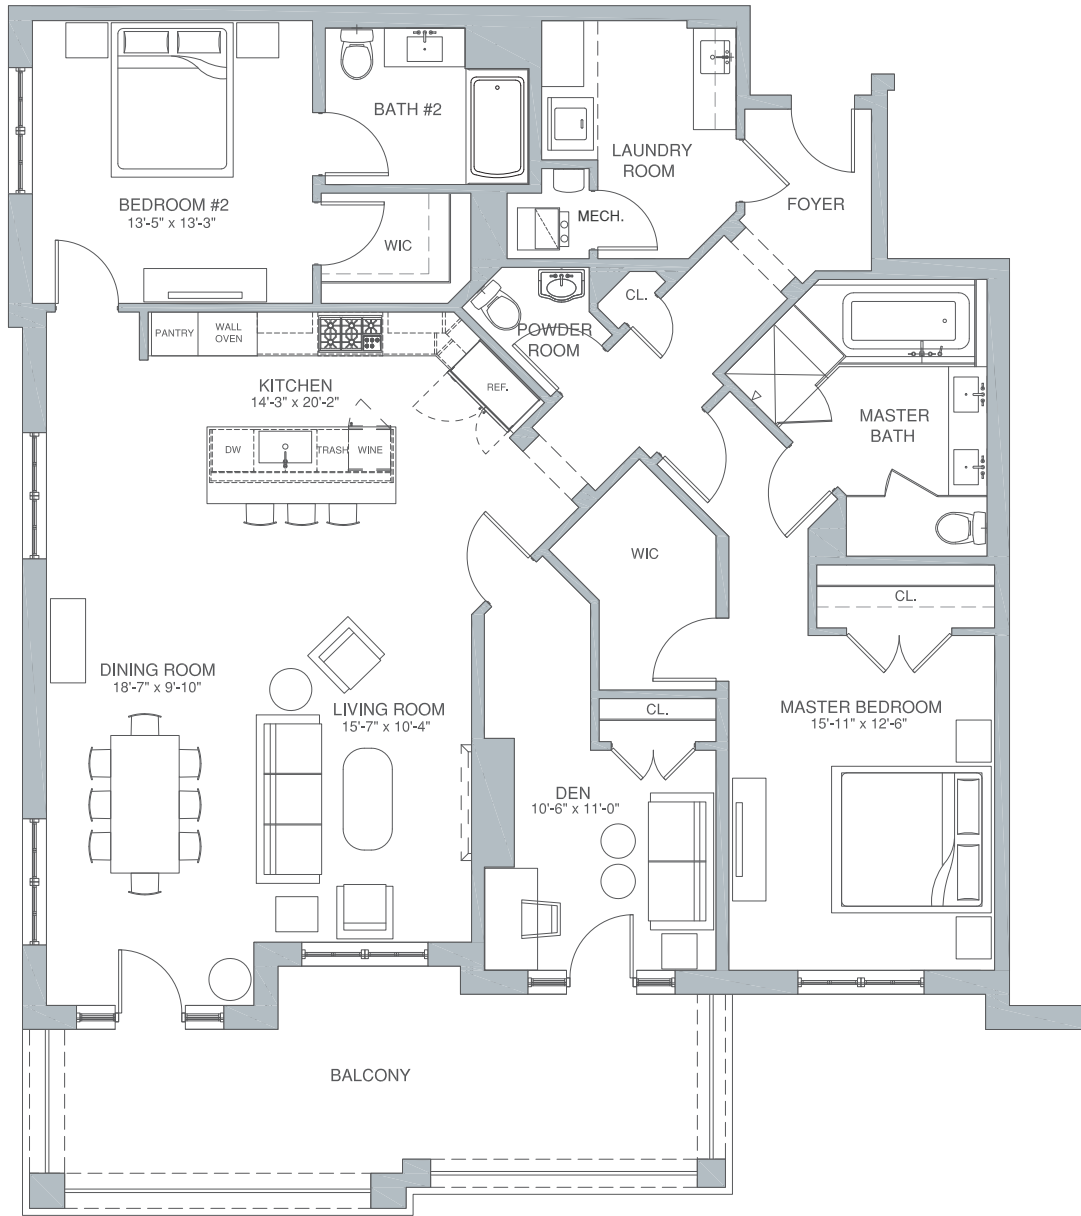 BATH #2
LAUNDRY
ROOM
BEDROOM #2
13'-5" x 13'-3"
FOYER
MECH.
WIC
CL.
PANTRY
WALL
OVEN
POWDER
ROOM
KITCHEN
14'-3" x 20'-2"
REF.
MASTER
BATH
DW
TRASH
WINE
WIC
CL.
DINING ROOM
18'-7" x 9'-10"
LIVING ROOM
15'-7" x 10'-4"
CL.
MASTER BEDROOM
15'-11" x 12'-6"
DEN
10'-6" x 11'-0"
BALCONY